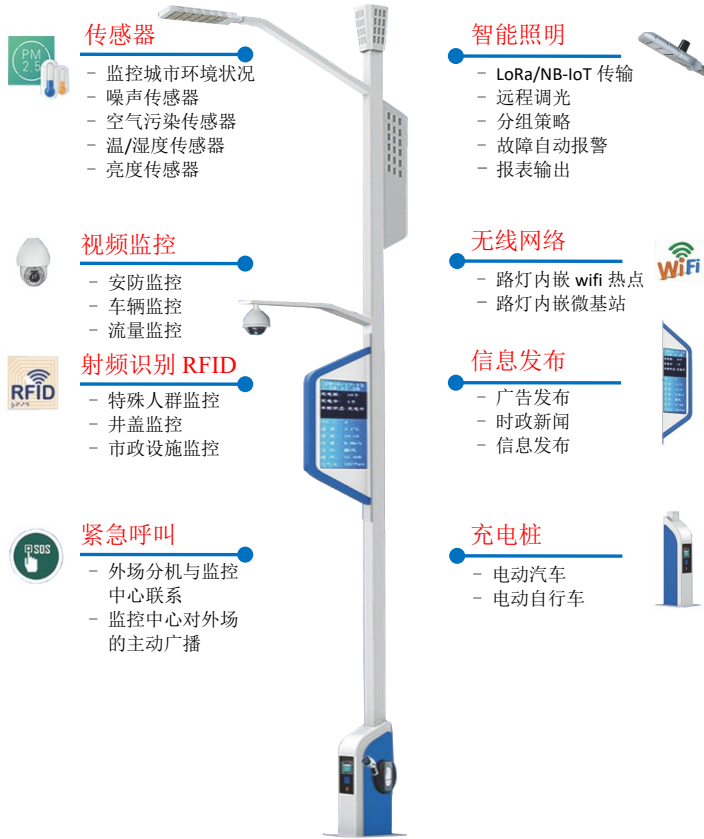 传感器
- 监控城市环境状况
- 噪声传感器
- 空气污染传感器
- 温/湿度传感器
- 亮度传感器
PM
2.5
视频监控
- 安防监控
- 车辆监控
- 流量监控
射频识别 RFID
- 特殊人群监控
- 井盖监控
- 市政设施监控
RFID
紧急呼叫
- 外场分机与监控
中心联系
- 监控中心对外场
的主动广播
SOS
智能照明
- LoRa/NB-IoT 传输
- 远程调光
- 分组策略
- 故障自动报警
- 报表输出
无线网络
- 路灯内嵌 wifi 热点
- 路灯内嵌微基站
WiFi
信息发布
- 广告发布
- 时政新闻
- 信息发布
充电桩
- 电动汽车
- 电动自行车